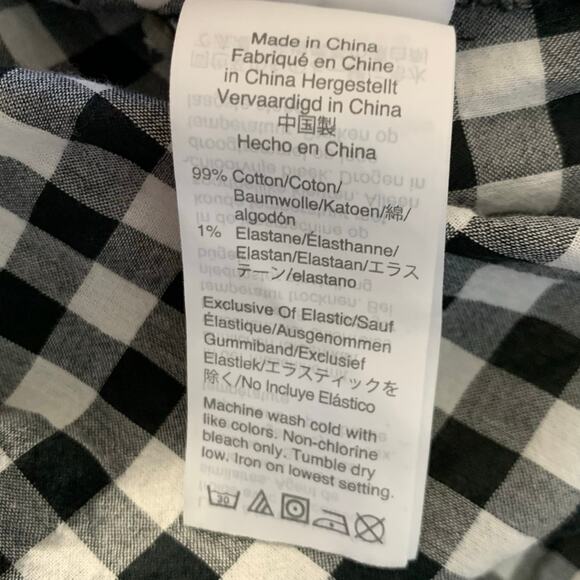 Made in China
Fabriqué en Chine
in China Hergestellt
Vervaardigd in China
中国製
Hecho en China
99% Cotton/Coton/
Baumwolle/Katoen/綿/
algodón
1% Elastane/Élasthanne/
Elastan/Elastaan/エラス
テーン/elastano
Exclusive Of Elastic/Sauf
Élastique/Ausgenommen
Gummiband/Exclusief
Elastiek/エラスティックを
除く/No Incluye Elástico
Machine wash cold with
like colors. Non-chlorine
bleach only. Tumble dry
low. Iron on lowest setting.
30